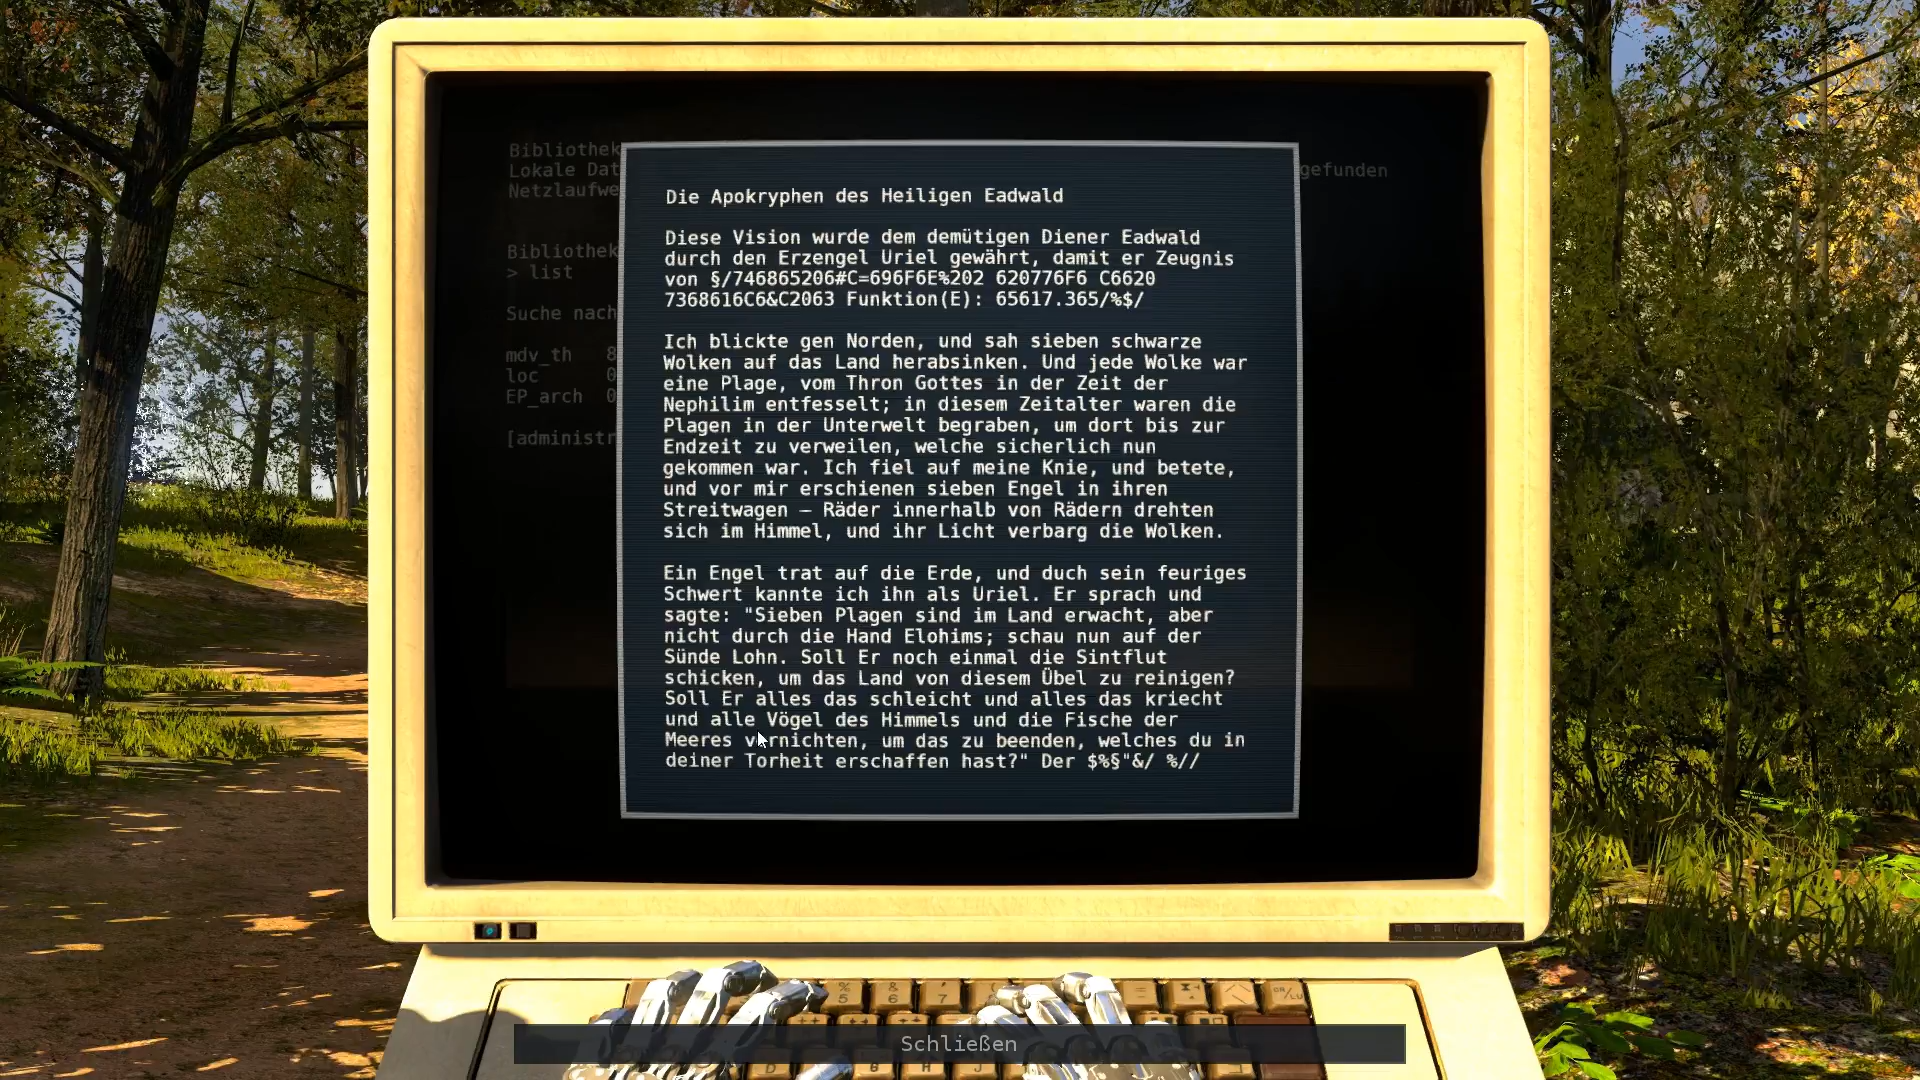 Bibliothek
Lokale Dat
gefunden
Netzlaufwe
Bibliothek
> list
Suche nach
mdv_th 8
loc 0
EP_arch 0
[administr
Die Apokryphen des Heiligen Eadwald
Diese Vision wurde dem demütigen Diener Eadwald
durch den Erzengel Uriel gewährt, damit er Zeugnis
von §/746865206#C=696F6E%202 620776F6 C6620
7368616C6&C2063 Funktion(E): 65617.365/%$/
Ich blickte gen Norden, und sah sieben schwarze
Wolken auf das Land herabsinken. Und jede Wolke war
eine Plage, vom Thron Gottes in der Zeit der
Nephilim entfesselt; in diesem Zeitalter waren die
Plagen in der Unterwelt begraben, um dort bis zur
Endzeit zu verweilen, welche sicherlich nun
gekommen war. Ich fiel auf meine Knie, und betete,
und vor mir erschienen sieben Engel in ihren
Streitwagen – Räder innerhalb von Rädern drehten
sich im Himmel, und ihr Licht verbarg die Wolken.
Ein Engel trat auf die Erde, und duch sein feuriges
Schwert kannte ich ihn als Uriel. Er sprach und
sagte: "Sieben Plagen sind im Land erwacht, aber
nicht durch die Hand Elohims; schau nun auf der
Sünde Lohn. Soll Er noch einmal die Sintflut
schicken, um das Land von diesem Übel zu reinigen?
Soll Er alles das schleicht und alles das kriecht
und alle Vögel des Himmels und die Fische der
Meeres vernichten, um das zu beenden, welches du in
deiner Torheit erschaffen hast?" Der $%§"&/ %//
% 5 & 6 ' 7
Schließen